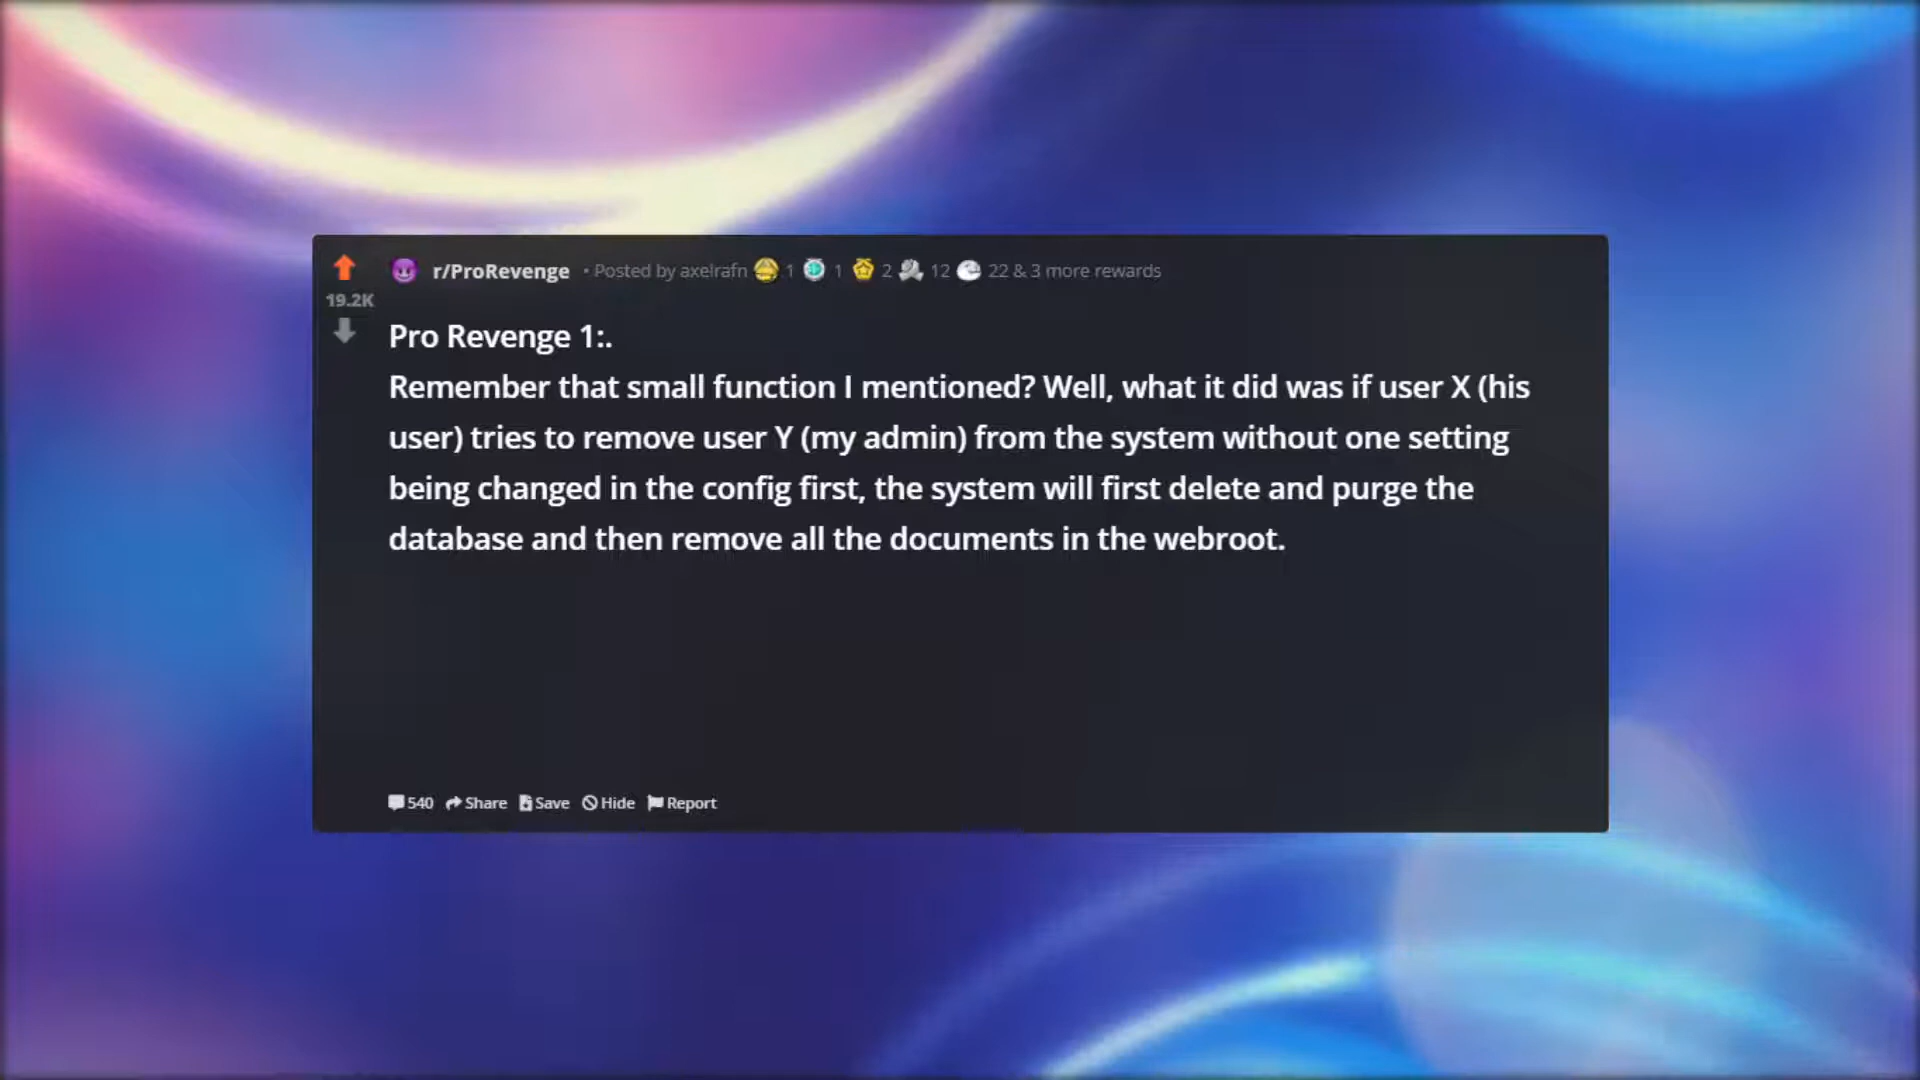 r/ProRevenge • Posted by axelrafn 1 1 2 12 22 & 3 more rewards
19.2K
Pro Revenge 1:.
Remember that small function I mentioned? Well, what it did was if user X (his
user) tries to remove user Y (my admin) from the system without one setting
being changed in the config first, the system will first delete and purge the
database and then remove all the documents in the webroot.
540 Share Save Hide Report